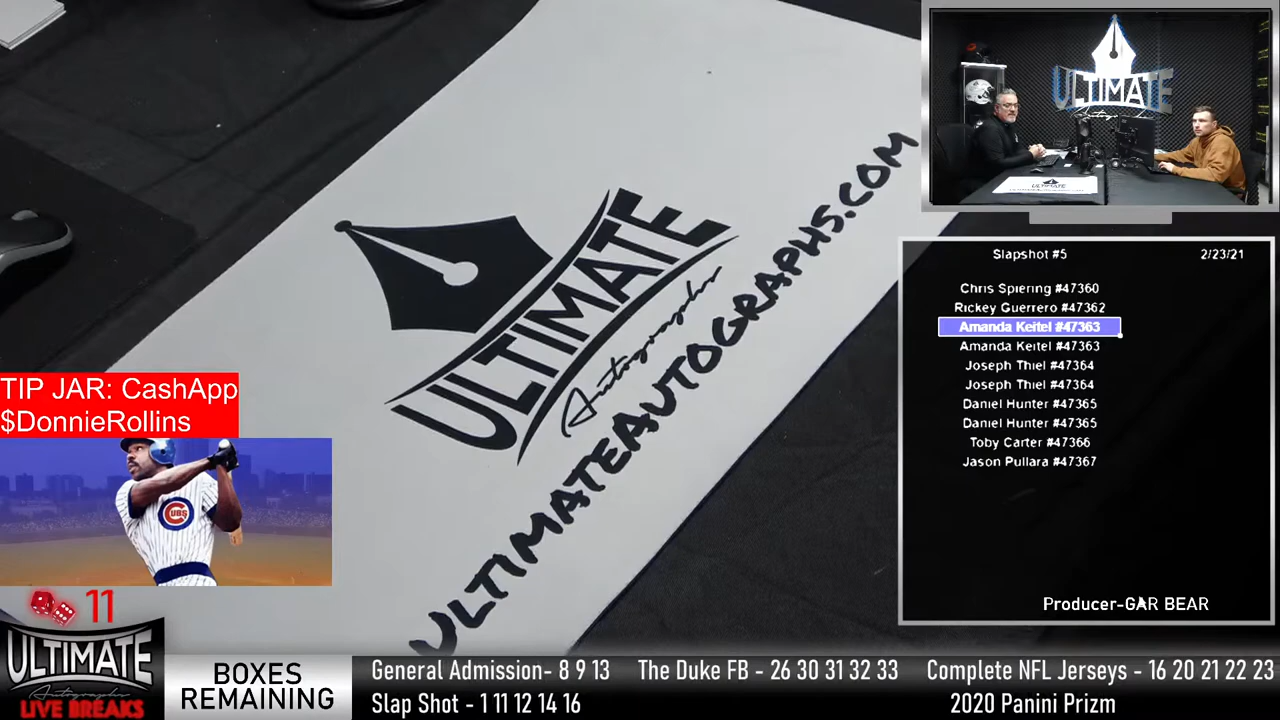 ULTIMATE
Autographs
ULTIMATEAUTOGRAPHS.COM
ULTIMATE
Autographs
ULTIMATE
Slapshot #5 2/23/21
Chris Spiering #47360
Rickey Guerrero #47362
Amanda Keitel #47363
Amanda Keitel #47363
Joseph Thiel #47364
Joseph Thiel #47364
Daniel Hunter #47365
Daniel Hunter #47365
Toby Carter #47366
Jason Pullara #47367
Producer-GAR BEAR
TIP JAR: CashApp
$DonnieRollins
CUBS
11
ULTIMATE
Autographs
LIVE BREAKS
BOXES
REMAINING
General Admission- 8 9 13 The Duke FB - 26 30 31 32 33 Complete NFL Jerseys - 16 20 21 22 23
Slap Shot - 1 11 12 14 16 2020 Panini Prizm